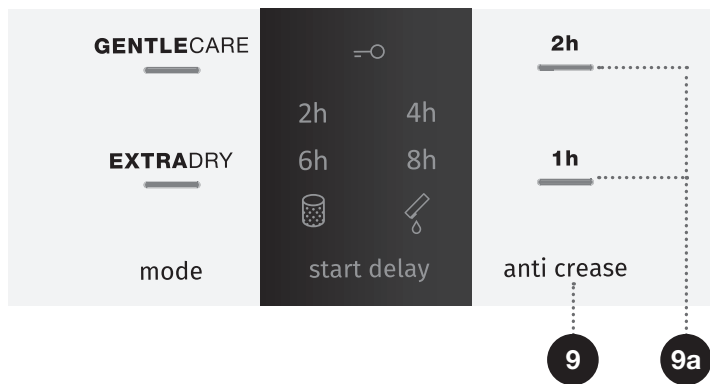 GENTLECARE
EXTRADRY
mode
2h 4h
6h 8h
start delay
2h
1h
anti crease
9 9a